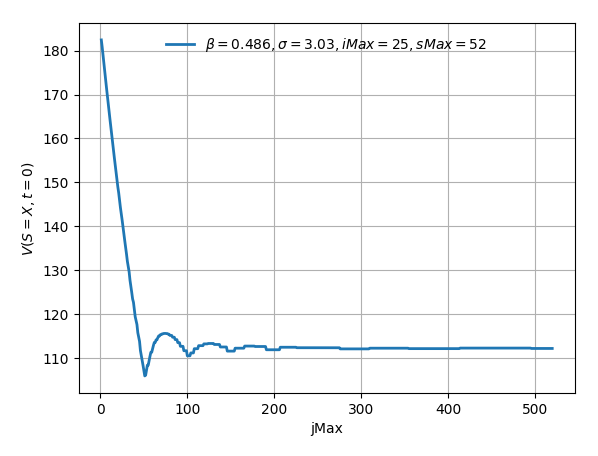 β = 0.486, σ = 3.03, iMax = 25, sMax = 52
180
170
160
150
140
130
120
110
V(S = X, t = 0)
0 100 200 300 400 500
jMax